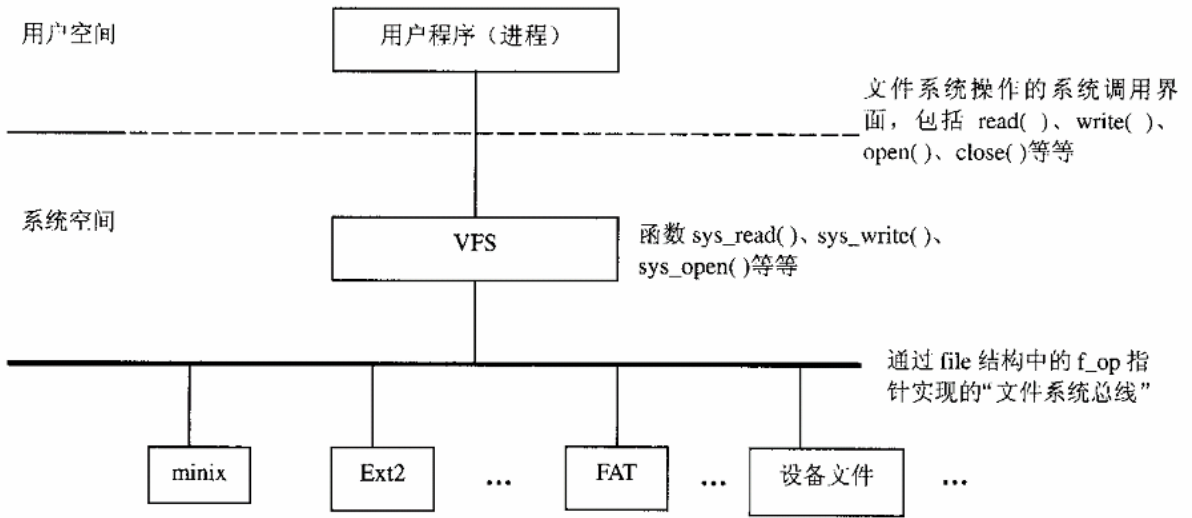 用户空间
用户程序（进程）
文件系统操作的系统调用界
面，包括 read( )、write( )、
open( )、close( )等等
系统空间
VFS
函数 sys_read( )、sys_write( )、
sys_open( )等等
通过 file 结构中的 f_op 指
针实现的“文件系统总线”
minix
Ext2
...
FAT
...
设备文件
...